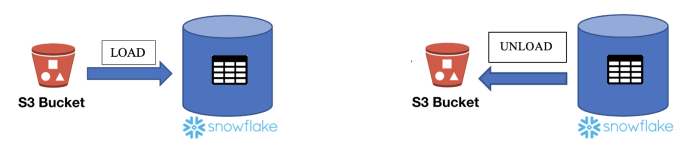 LOAD
S3 Bucket
snowflake
UNLOAD
S3 Bucket
snowflake